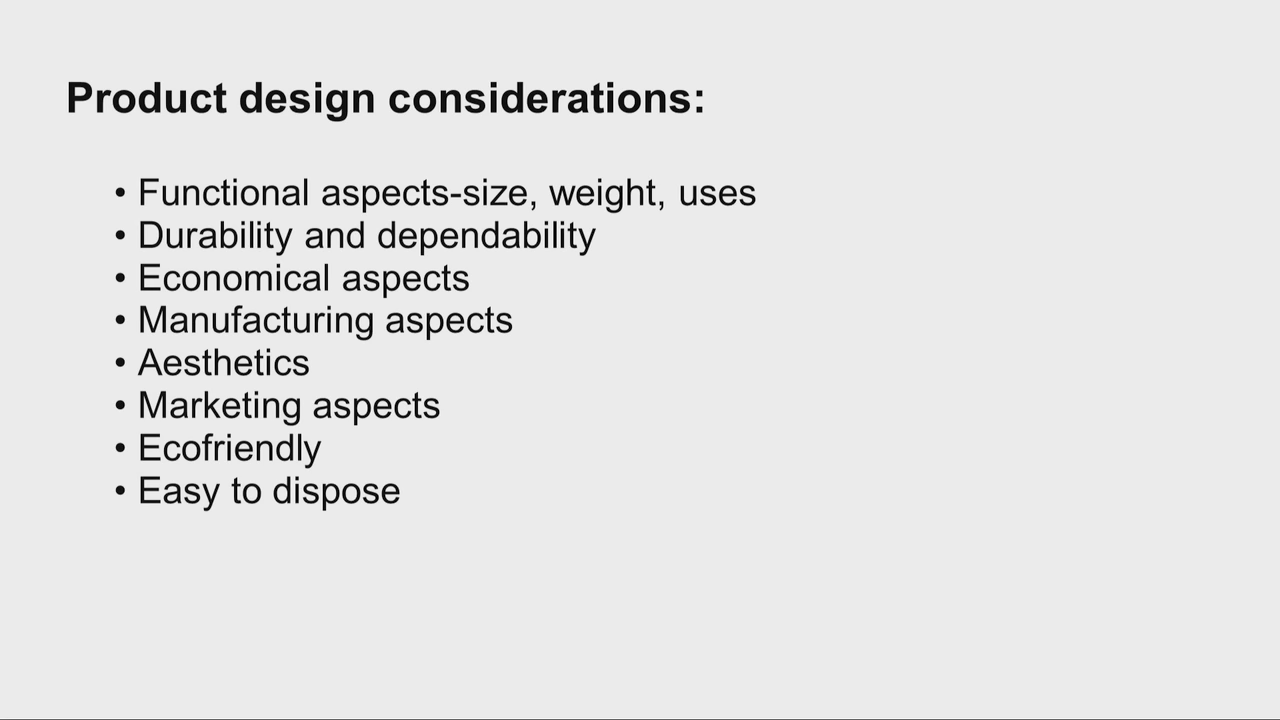 Product design considerations:
• Functional aspects-size, weight, uses
• Durability and dependability
• Economical aspects
• Manufacturing aspects
• Aesthetics
• Marketing aspects
• Ecofriendly
• Easy to dispose